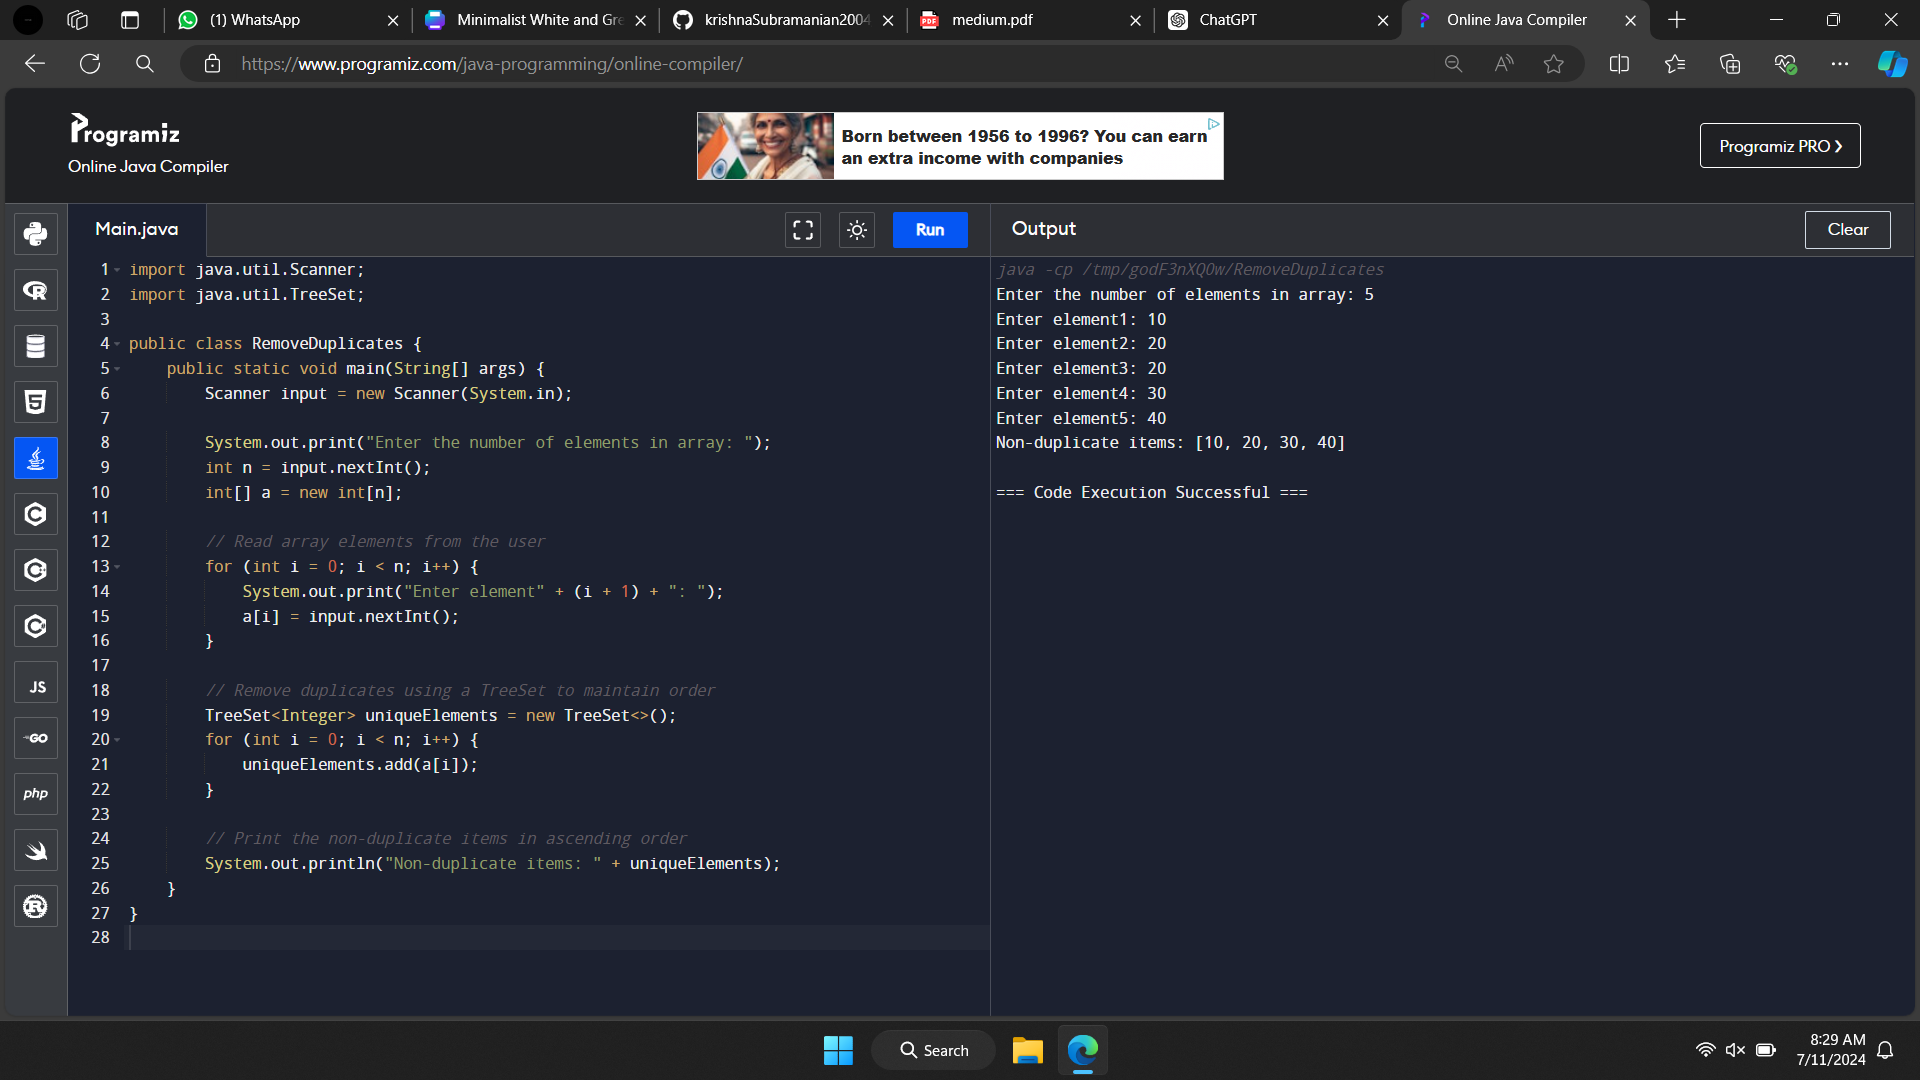 (1) WhatsApp
Minimalist White and Gre
krishnaSubramanian2004
medium.pdf
ChatGPT
Online Java Compiler
https://www.programiz.com/java-programming/online-compiler/
Programiz
Online Java Compiler
Born between 1956 to 1996? You can earn
an extra income with companies
Programiz PRO
Main.java
Run
Output
Clear
1 import java.util.Scanner;
2 import java.util.TreeSet;
3
4 public class RemoveDuplicates {
5     public static void main(String[] args) {
6         Scanner input = new Scanner(System.in);
7
8         System.out.print("Enter the number of elements in array: ");
9         int n = input.nextInt();
10         int[] a = new int[n];
11
12         // Read array elements from the user
13         for (int i = 0; i < n; i++) {
14             System.out.print("Enter element" + (i + 1) + ": ");
15             a[i] = input.nextInt();
16         }
17
18         // Remove duplicates using a TreeSet to maintain order
19         TreeSet<Integer> uniqueElements = new TreeSet<>();
20         for (int i = 0; i < n; i++) {
21             uniqueElements.add(a[i]);
22         }
23
24         // Print the non-duplicate items in ascending order
25         System.out.println("Non-duplicate items: " + uniqueElements);
26     }
27 }
28
java -cp /tmp/godF3nXQ0w/RemoveDuplicates
Enter the number of elements in array: 5
Enter element1: 10
Enter element2: 20
Enter element3: 20
Enter element4: 30
Enter element5: 40
Non-duplicate items: [10, 20, 30, 40]
=== Code Execution Successful ===
JS
GO
php
Search
8:29 AM
7/11/2024